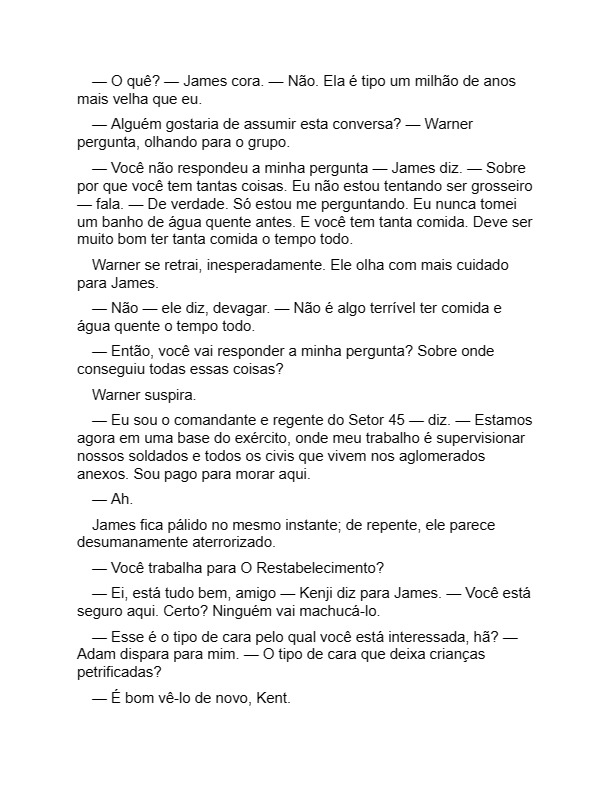 — O quê? — James cora. — Não. Ela é tipo um milhão de anos
mais velha que eu.
— Alguém gostaria de assumir esta conversa? — Warner
pergunta, olhando para o grupo.
— Você não respondeu a minha pergunta — James diz. — Sobre
por que você tem tantas coisas. Eu não estou tentando ser grosseiro
— fala. — De verdade. Só estou me perguntando. Eu nunca tomei
um banho de água quente antes. E você tem tanta comida. Deve ser
muito bom ter tanta comida o tempo todo.
Warner se retrai, inesperadamente. Ele olha com mais cuidado
para James.
— Não — ele diz, devagar. — Não é algo terrível ter comida e
água quente o tempo todo.
— Então, você vai responder a minha pergunta? Sobre onde
conseguiu todas essas coisas?
Warner suspira.
— Eu sou o comandante e regente do Setor 45 — diz. — Estamos
agora em uma base do exército, onde meu trabalho é supervisionar
nossos soldados e todos os civis que vivem nos aglomerados
anexos. Sou pago para morar aqui.
— Ah.
James fica pálido no mesmo instante; de repente, ele parece
desumanamente aterrorizado.
— Você trabalha para O Restabelecimento?
— Ei, está tudo bem, amigo — Kenji diz para James. — Você está
seguro aqui. Certo? Ninguém vai machucá-lo.
— Esse é o tipo de cara pelo qual você está interessada, hã? —
Adam dispara para mim. — O tipo de cara que deixa crianças
petrificadas?
— É bom vê-lo de novo, Kent.